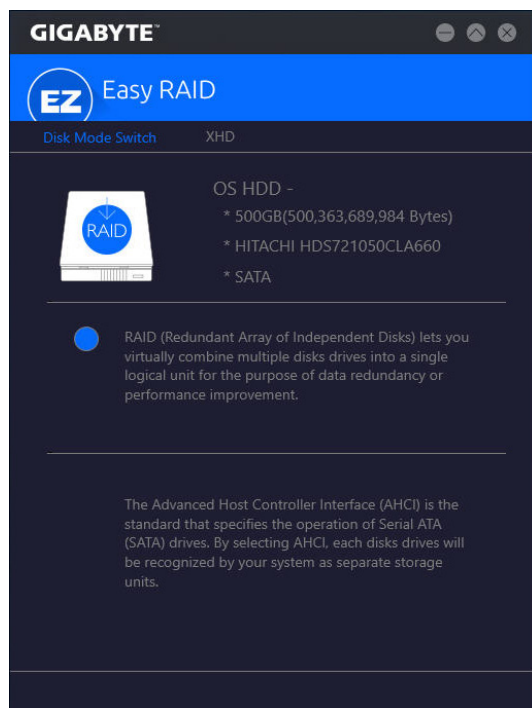 GIGABYTE™
EZ Easy RAID
Disk Mode Switch XHD
RAID
OS HDD -
* 500GB(500,363,689,984 Bytes)
* HITACHI HDS721050CLA660
* SATA
RAID (Redundant Array of Independent Disks) lets you
virtually combine multiple disks drives into a single
logical unit for the purpose of data redundancy or
performance improvement.
The Advanced Host Controller Interface (AHCI) is the
standard that specifies the operation of Serial ATA
(SATA) drives. By selecting AHCI, each disks drives will
be recognized by your system as separate storage
units.